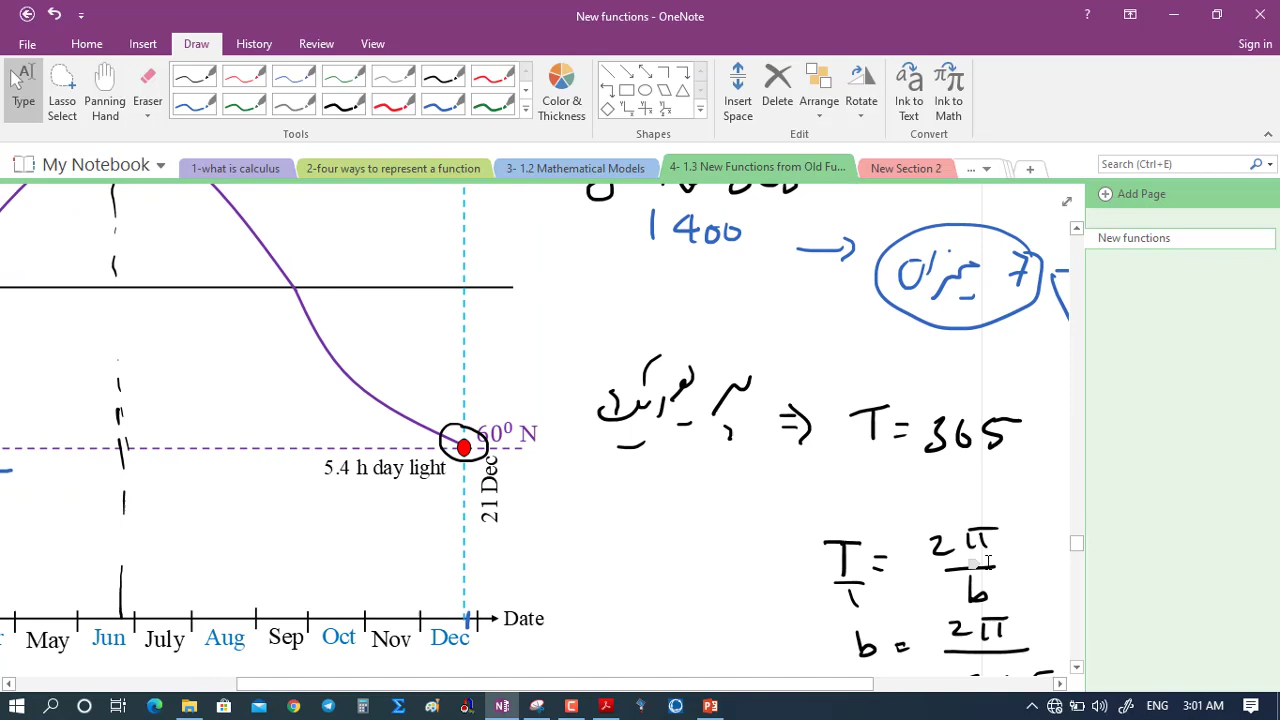 New functions - OneNote
?
File
Home
Insert
Draw
History
Review
View
Sign in
Type
Lasso Select
Panning Hand
Eraser
Color & Thickness
Insert Space
Delete
Arrange
Rotate
Ink to Text
Ink to Math
Tools
Shapes
Edit
Convert
My Notebook
1-what is calculus
2-four ways to represent a function
3- 1.2 Mathematical Models
4- 1.3 New Functions from Old Fu...
New Section 2
...
Search (Ctrl+E)
Add Page
New functions
1400
7
T = 365
60⁰ N
5.4 h day light
21 Dec
T/1 = 2π/b
b = 2π
Date
May
Jun
July
Aug
Sep
Oct
Nov
Dec
ENG
3:01 AM